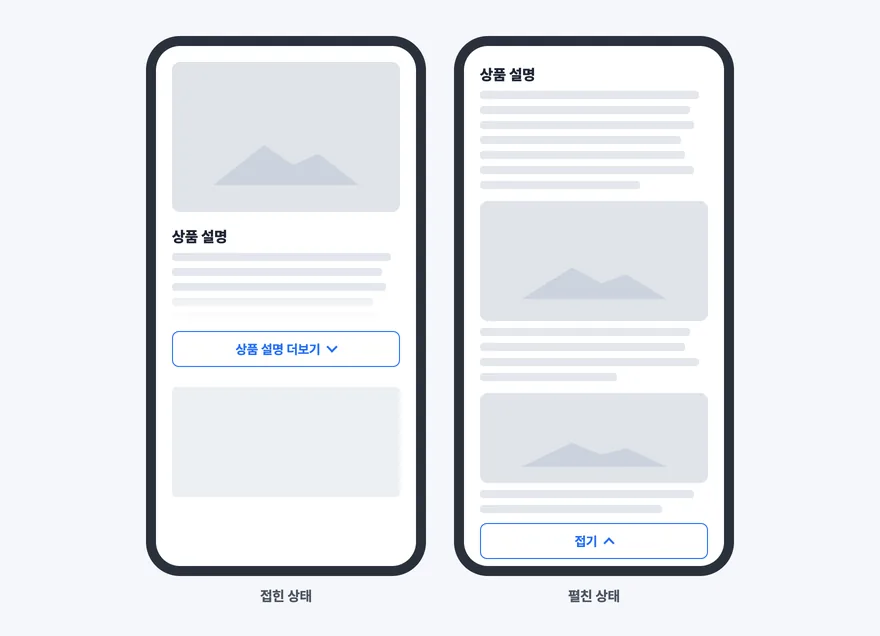 상품 설명
상품 설명 더보기
접힌 상태
상품 설명
접기
펼친 상태